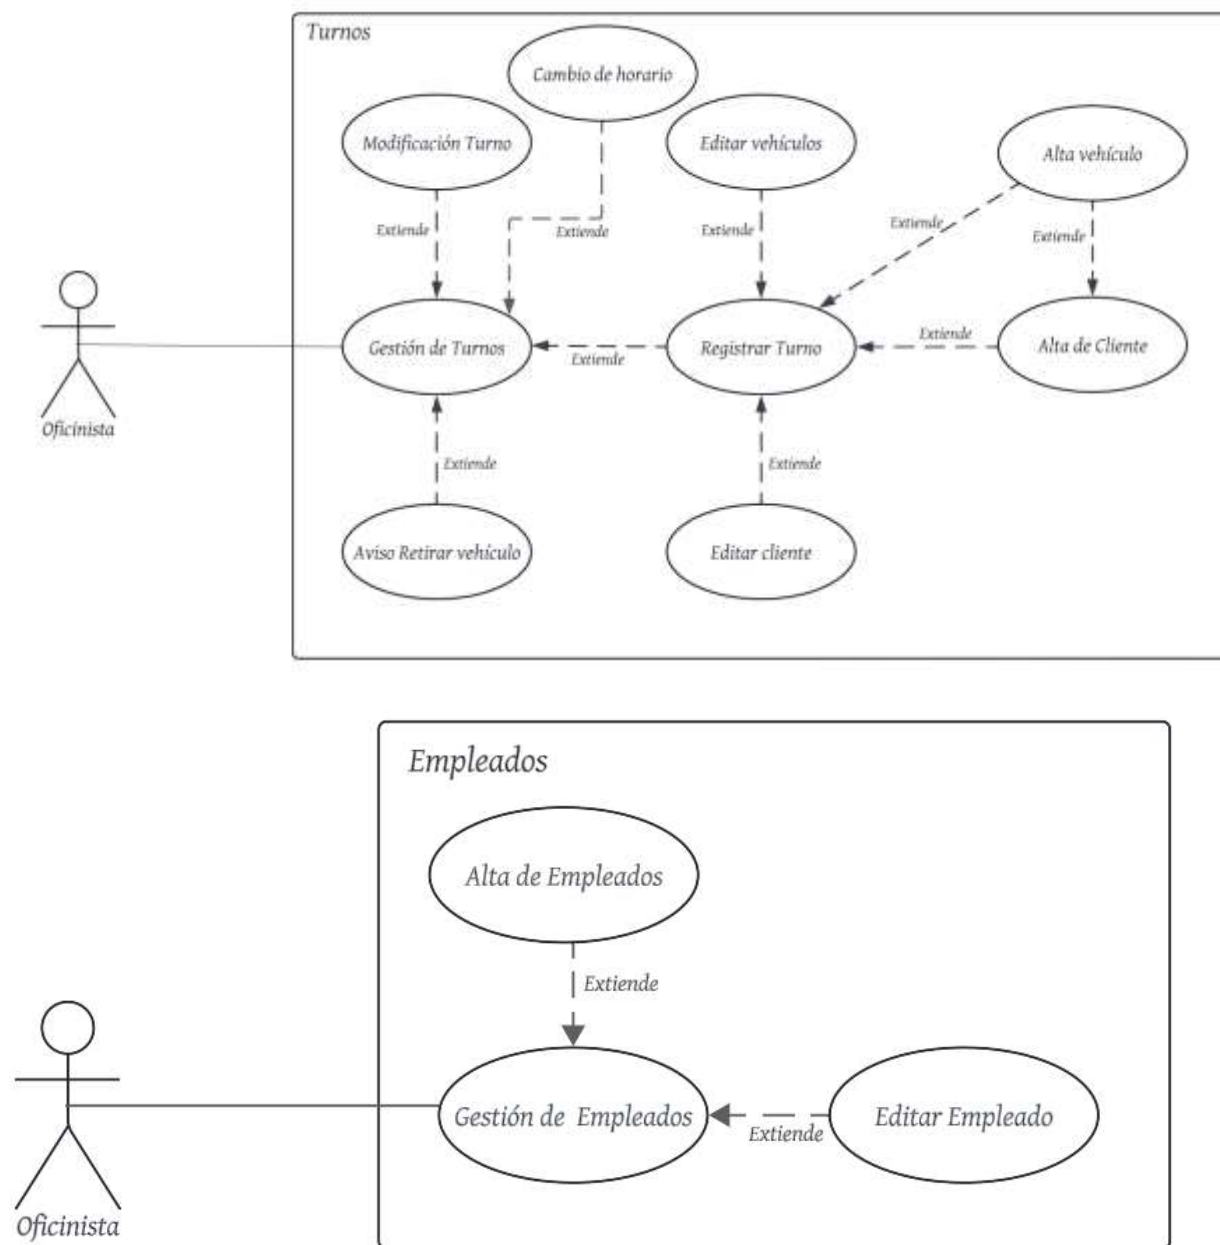 Turnos
Cambio de horario
Modificación Turno
Editar vehículos
Alta vehículo
Extiende
Extiende
Extiende
Extiende
Extiende
Gestión de Turnos
Extiende
Registrar Turno
Extiende
Alta de Cliente
Oficinista
Extiende
Extiende
Aviso Retirar vehículo
Editar cliente
Empleados
Alta de Empleados
Extiende
Gestión de Empleados
Extiende
Editar Empleado
Oficinista